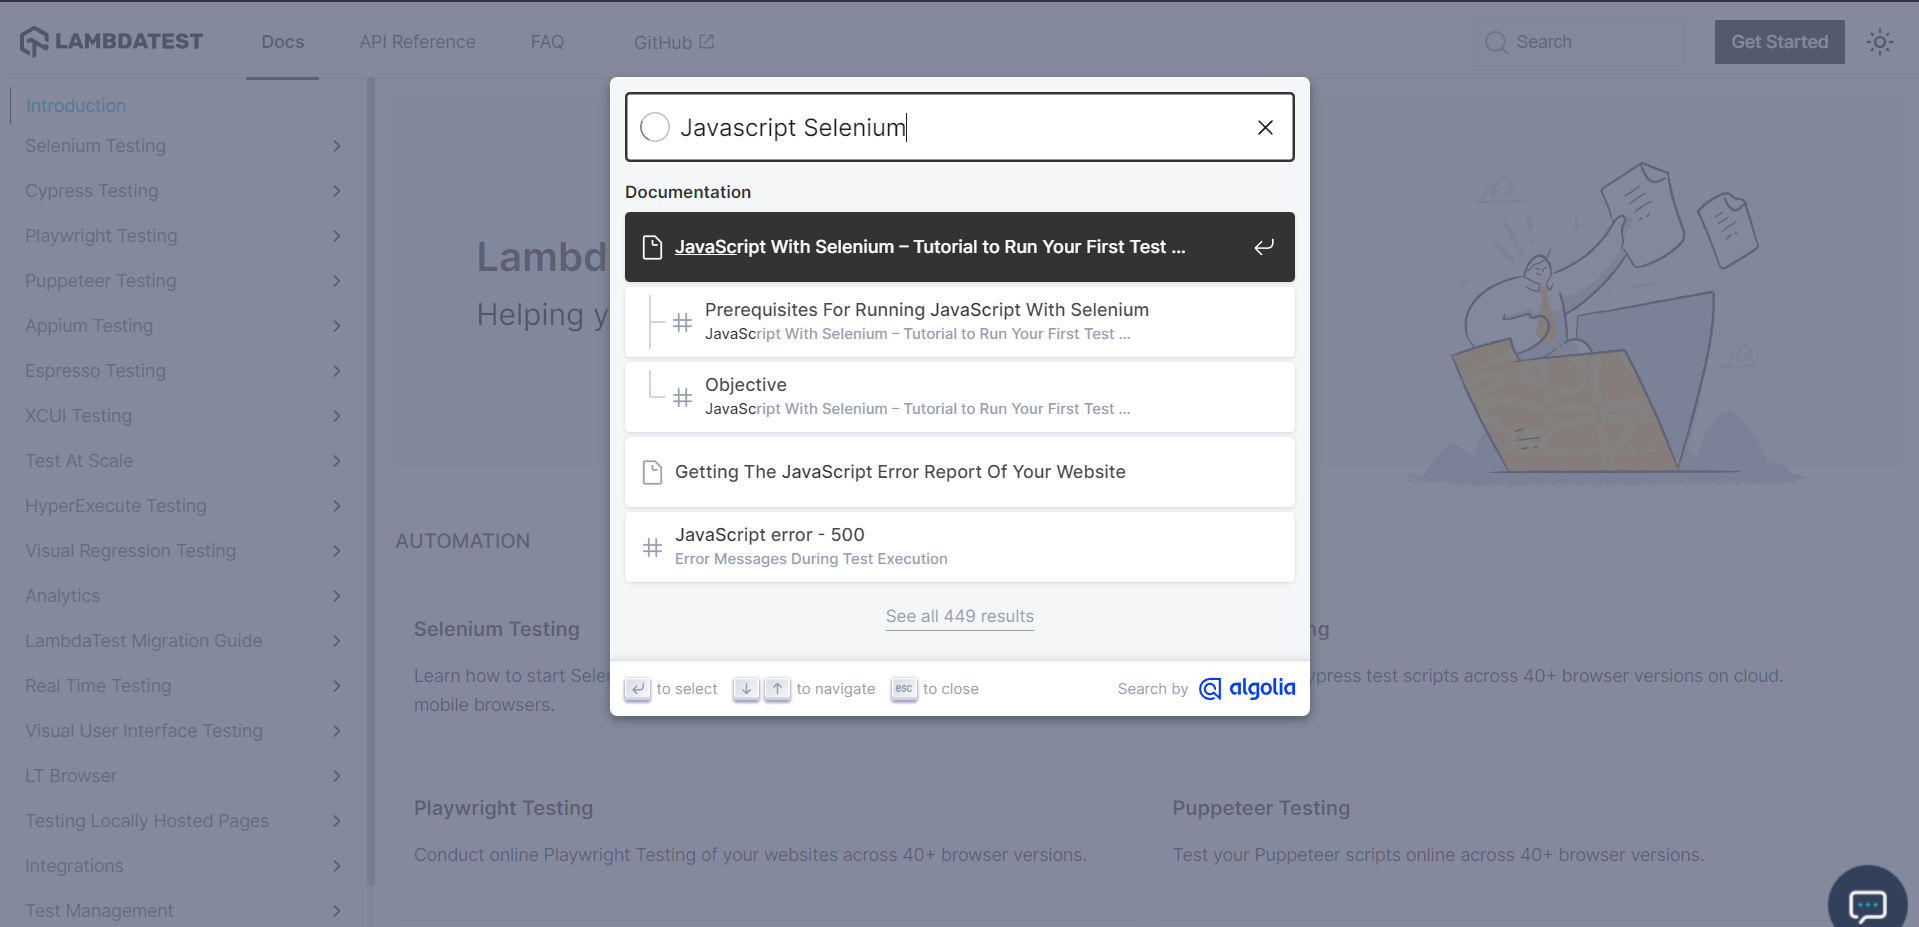 LAMBDATEST
Docs
API Reference
FAQ
GitHub
Search
Get Started
Introduction
Selenium Testing
Cypress Testing
Playwright Testing
Puppeteer Testing
Appium Testing
Espresso Testing
XCUI Testing
Test At Scale
HyperExecute Testing
Visual Regression Testing
Analytics
LambdaTest Migration Guide
Real Time Testing
Visual User Interface Testing
LT Browser
Testing Locally Hosted Pages
Integrations
Test Management
Lambd
Helping y
AUTOMATION
Selenium Testing
Learn how to start Sele
mobile browsers.
ng
ypress test scripts across 40+ browser versions on cloud.
Playwright Testing
Conduct online Playwright Testing of your websites across 40+ browser versions.
Puppeteer Testing
Test your Puppeteer scripts online across 40+ browser versions.
Javascript Selenium
Documentation
JavaScript With Selenium – Tutorial to Run Your First Test ...
Prerequisites For Running JavaScript With Selenium
JavaScript With Selenium – Tutorial to Run Your First Test ...
Objective
JavaScript With Selenium – Tutorial to Run Your First Test ...
Getting The JavaScript Error Report Of Your Website
JavaScript error - 500
Error Messages During Test Execution
See all 449 results
to select
to navigate
esc to close
Search by algolia